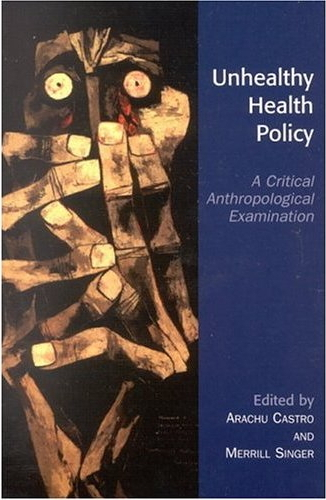 Unhealthy
Health
Policy
A Critical
Anthropological
Examination
Edited by
ARACHU CASTRO
AND
MERRILL SINGER